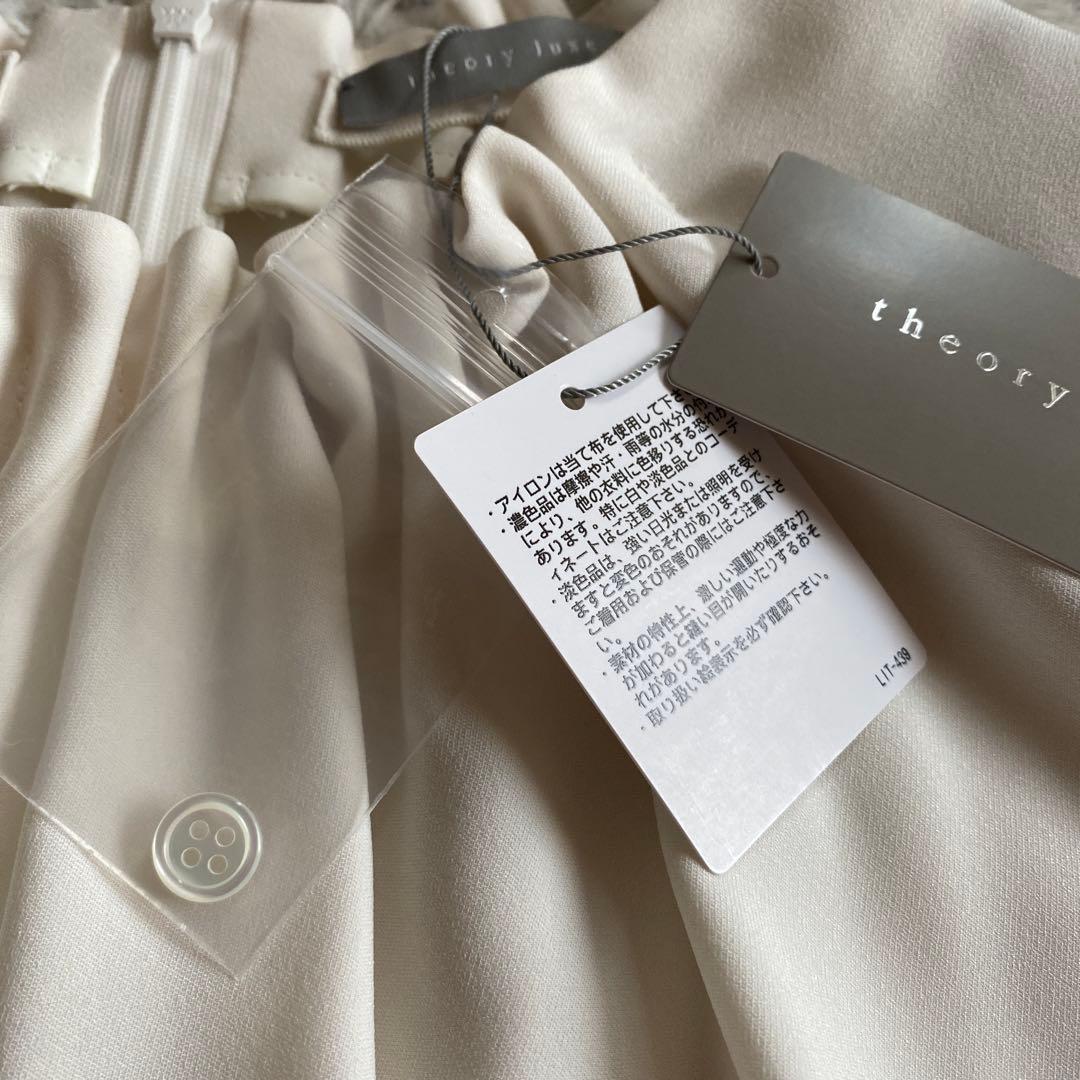 theory luxe
theory
・アイロンは当て布を使用して下さ
・濃色品は摩擦や汗・雨等の水分の付
により、他の衣料に色移りする恐れが
あります。特に白や淡色品とのコーデ
ィネートはご注意下さい。
・淡色品は、強い日光または照明を受け
ますと変色のおそれがありますので、
ご着用および保管の際にはご注意下さ
い。
・素材の特性上、激しい運動や極度な力
が加わると縫い目が開いたりするおそ
れがあります。
・取り扱い絵表示を必ず確認下さい。
LIT-439